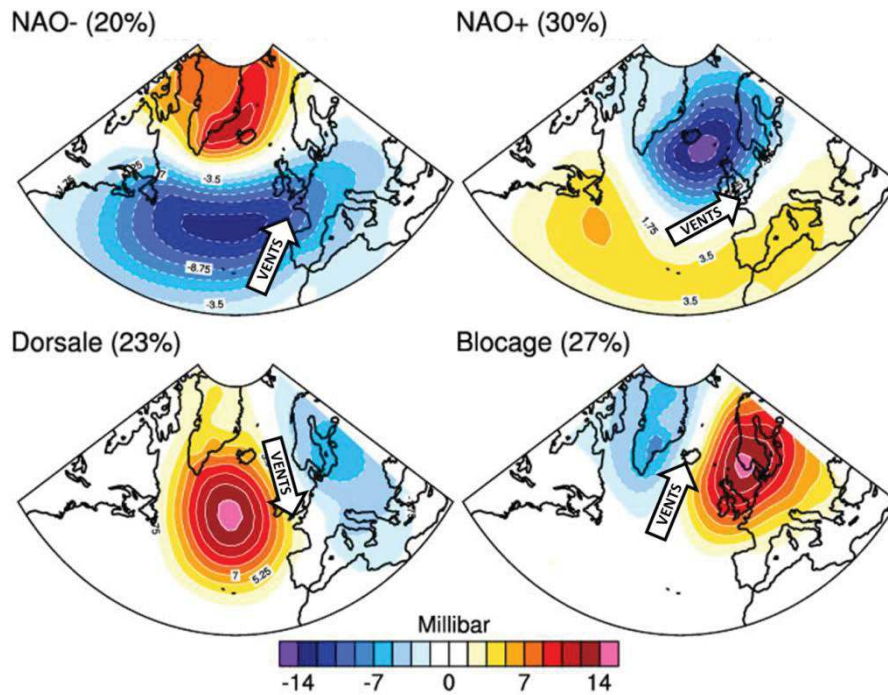 NAO- (20%)
NAO+ (30%)
-3.5
-8.75
-3.5
VENTS
1.75
3.5
3.5
VENTS
Dorsale (23%)
Blocage (27%)
VENTS
7
5.25
VENTS
Millibar
-14 -7 0 7 14